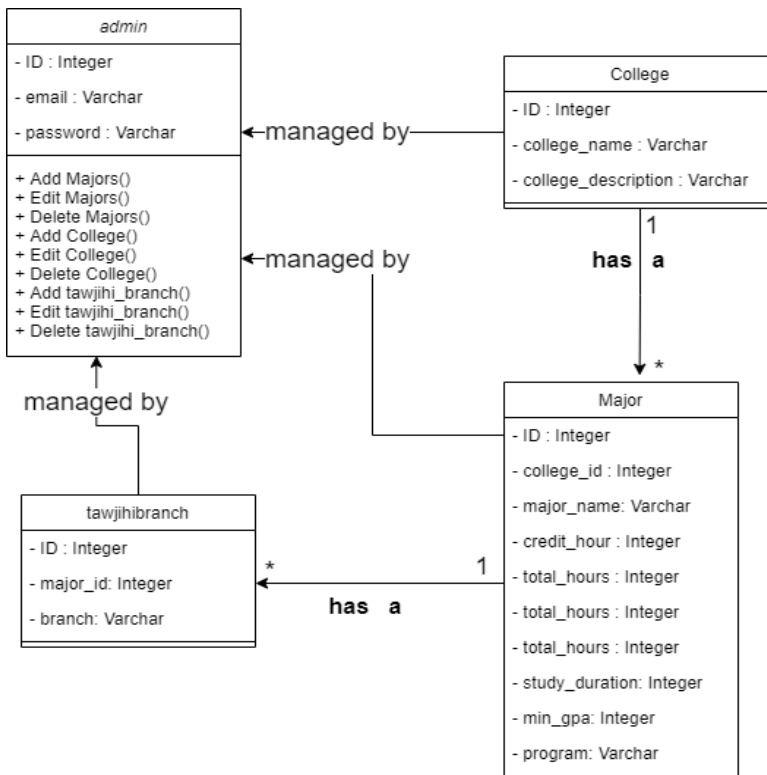 admin
- ID : Integer
- email : Varchar
- password : Varchar
+ Add Majors()
+ Edit Majors()
+ Delete Majors()
+ Add College()
+ Edit College()
+ Delete College()
+ Add tawjihi_branch()
+ Edit tawjihi_branch()
+ Delete tawjihi_branch()
managed by
College
- ID : Integer
- college_name : Varchar
- college_description : Varchar
managed by
1
has a
*
managed by
Major
- ID : Integer
- college_id : Integer
- major_name: Varchar
- credit_hour : Integer
- total_hours : Integer
- total_hours : Integer
- total_hours : Integer
- study_duration: Integer
- min_gpa: Integer
- program: Varchar
tawjihibranch
- ID : Integer
- major_id: Integer
- branch: Varchar
*
1
has a